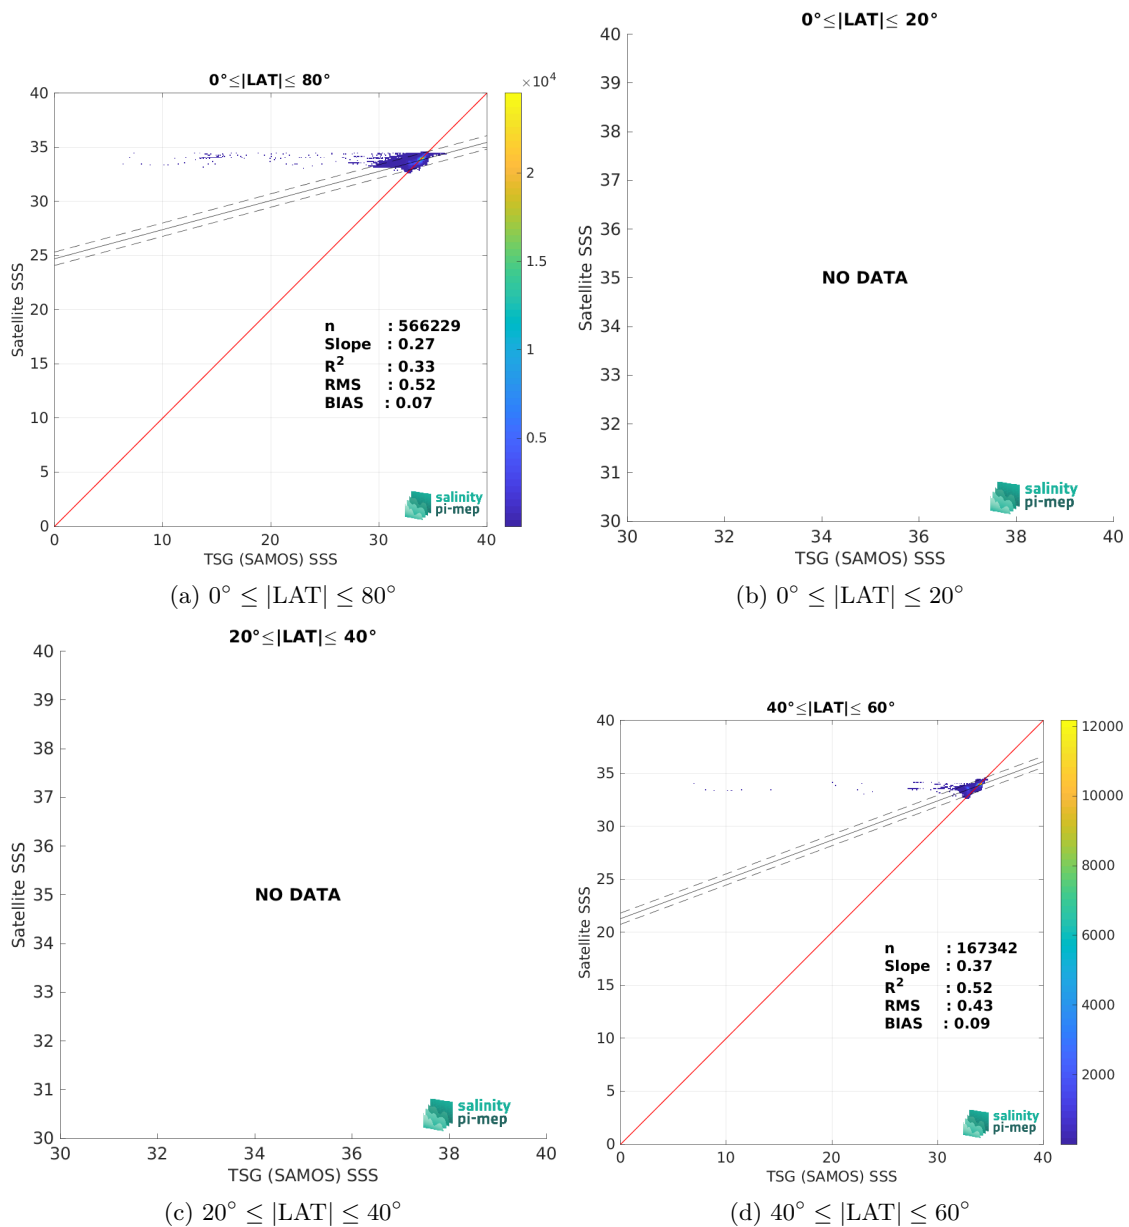 0°≤|LAT|≤ 80°
×10⁴
40
35
30
25
20
15
10
5
0
0
10
20
30
40
2
1.5
1
0.5
Satellite SSS
TSG (SAMOS) SSS
n : 566229
Slope : 0.27
R² : 0.33
RMS : 0.52
BIAS : 0.07
salinity
pi-mep
(a) 0° ≤ |LAT| ≤ 80°
0°≤|LAT|≤ 20°
40
39
38
37
36
35
34
33
32
31
30
30
32
34
36
38
40
Satellite SSS
TSG (SAMOS) SSS
NO DATA
salinity
pi-mep
(b) 0° ≤ |LAT| ≤ 20°
20°≤|LAT|≤ 40°
40
39
38
37
36
35
34
33
32
31
30
30
32
34
36
38
40
Satellite SSS
TSG (SAMOS) SSS
NO DATA
salinity
pi-mep
(c) 20° ≤ |LAT| ≤ 40°
40°≤|LAT|≤ 60°
40
35
30
25
20
15
10
5
0
0
10
20
30
40
12000
10000
8000
6000
4000
2000
Satellite SSS
TSG (SAMOS) SSS
n : 167342
Slope : 0.37
R² : 0.52
RMS : 0.43
BIAS : 0.09
salinity
pi-mep
(d) 40° ≤ |LAT| ≤ 60°